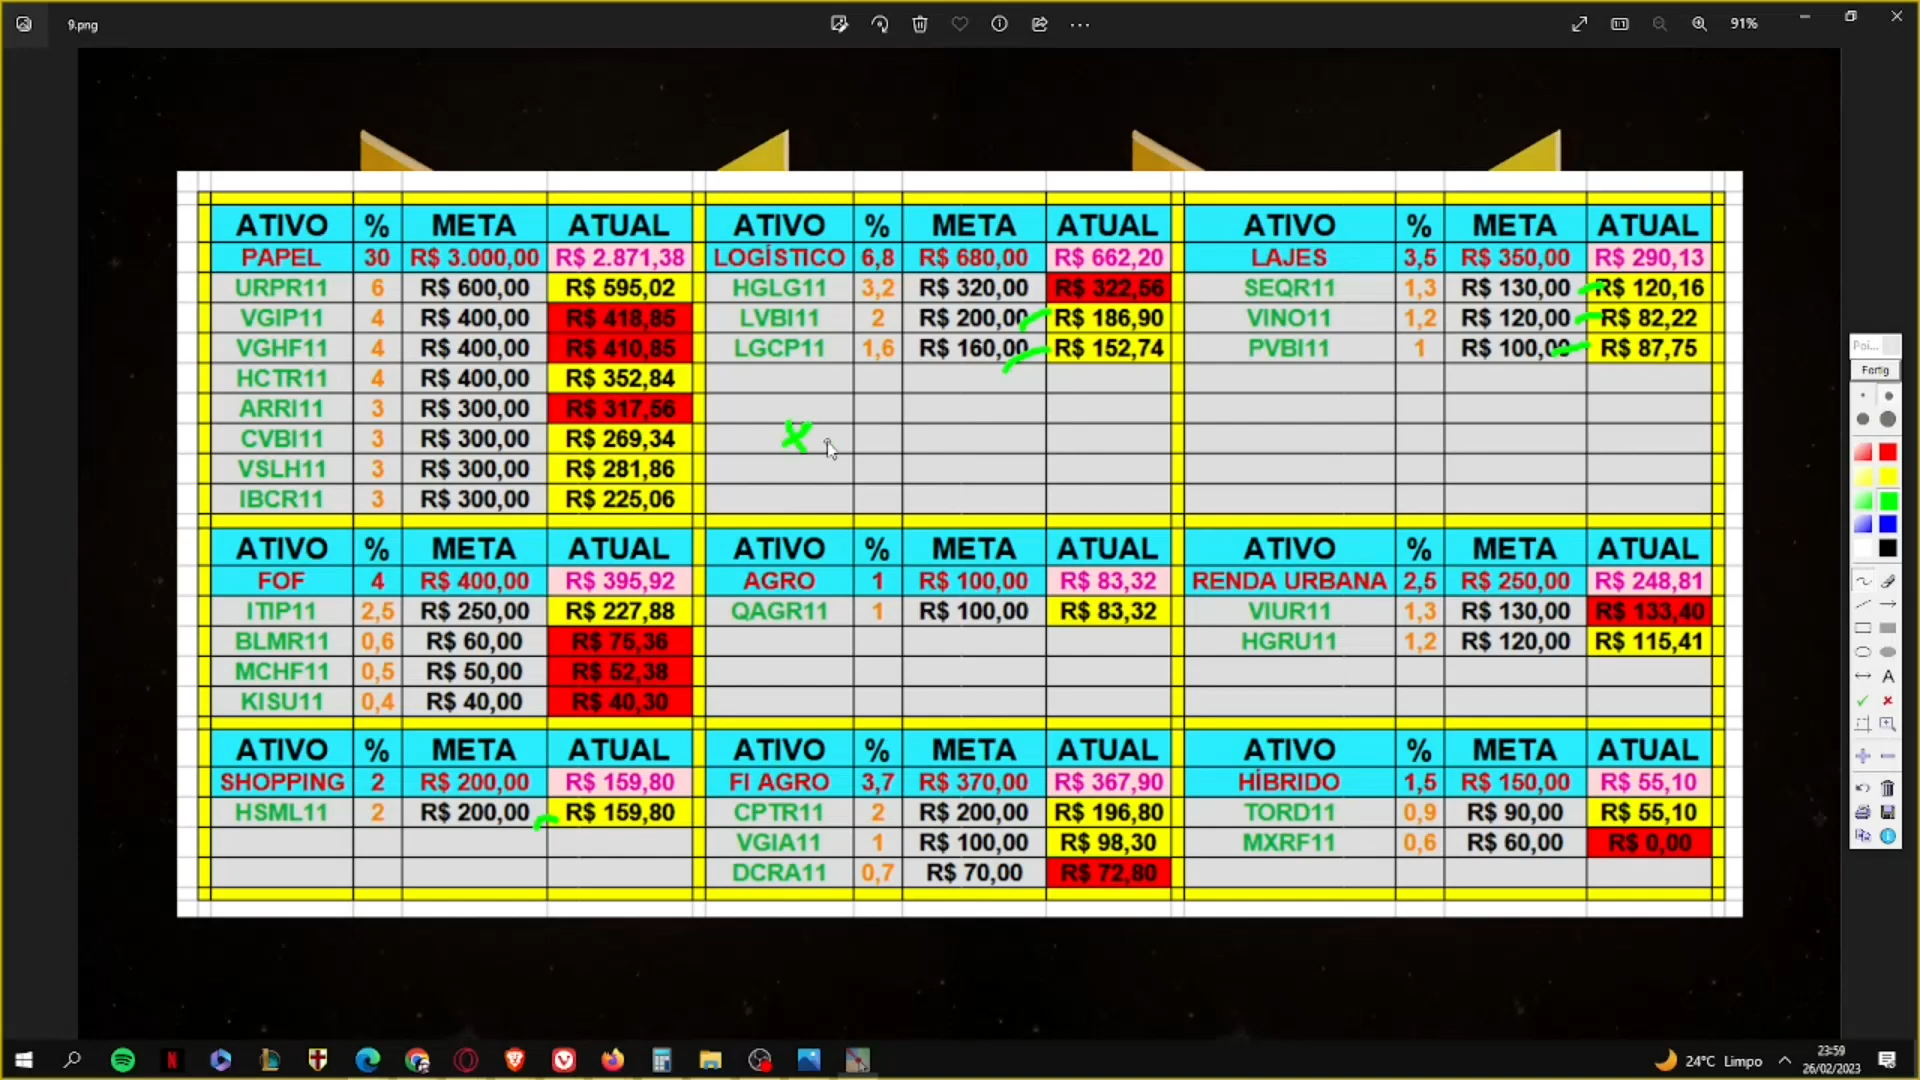 9.png
91%
ATIVO % META ATUAL
PAPEL 30 R$ 3.000,00 R$ 2.871,38
URPR11 6 R$ 600,00 R$ 595,02
VGIP11 4 R$ 400,00 R$ 418,85
VGHF11 4 R$ 400,00 R$ 410,85
HCTR11 4 R$ 400,00 R$ 352,84
ARRI11 3 R$ 300,00 R$ 317,56
CVBI11 3 R$ 300,00 R$ 269,34
VSLH11 3 R$ 300,00 R$ 281,86
IBCR11 3 R$ 300,00 R$ 225,06
ATIVO % META ATUAL
LOGÍSTICO 6,8 R$ 680,00 R$ 662,20
HGLG11 3,2 R$ 320,00 R$ 322,56
LVBI11 2 R$ 200,00 R$ 186,90
LGCP11 1,6 R$ 160,00 R$ 152,74
X
ATIVO % META ATUAL
LAJES 3,5 R$ 350,00 R$ 290,13
SEQR11 1,3 R$ 130,00 R$ 120,16
VINO11 1,2 R$ 120,00 R$ 82,22
PVBI11 1 R$ 100,00 R$ 87,75
ATIVO % META ATUAL
FOF 4 R$ 400,00 R$ 395,92
ITIP11 2,5 R$ 250,00 R$ 227,88
BLMR11 0,6 R$ 60,00 R$ 75,36
MCHF11 0,5 R$ 50,00 R$ 52,38
KISU11 0,4 R$ 40,00 R$ 40,30
ATIVO % META ATUAL
AGRO 1 R$ 100,00 R$ 83,32
QAGR11 1 R$ 100,00 R$ 83,32
ATIVO % META ATUAL
RENDA URBANA 2,5 R$ 250,00 R$ 248,81
VIUR11 1,3 R$ 130,00 R$ 133,40
HGRU11 1,2 R$ 120,00 R$ 115,41
ATIVO % META ATUAL
SHOPPING 2 R$ 200,00 R$ 159,80
HSML11 2 R$ 200,00 R$ 159,80
ATIVO % META ATUAL
FI AGRO 3,7 R$ 370,00 R$ 367,90
CPTR11 2 R$ 200,00 R$ 196,80
VGIA11 1 R$ 100,00 R$ 98,30
DCRA11 0,7 R$ 70,00 R$ 72,80
ATIVO % META ATUAL
HÍBRIDO 1,5 R$ 150,00 R$ 55,10
TORD11 0,9 R$ 90,00 R$ 55,10
MXRF11 0,6 R$ 60,00 R$ 0,00
Poi...
Fertig
A
24°C Limpo
23:59
26/02/2023